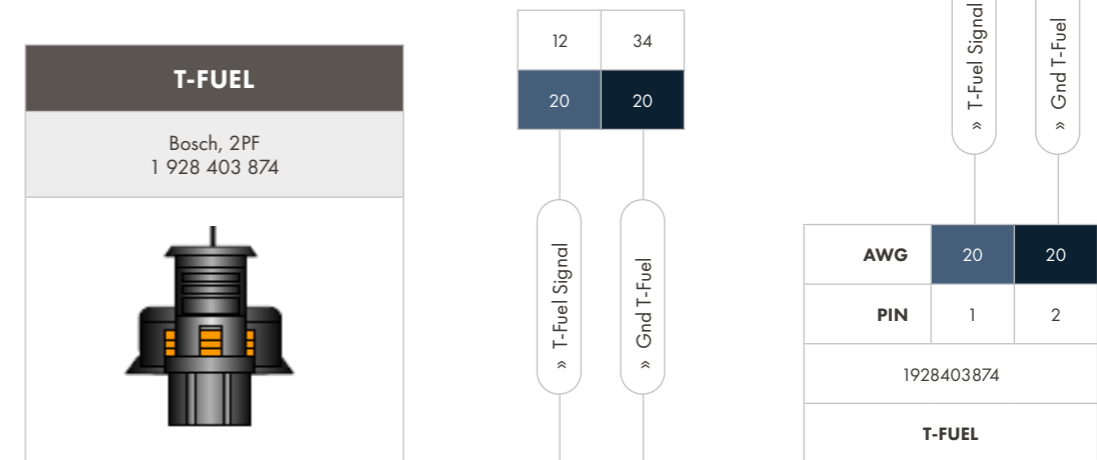 T-FUEL
Bosch, 2PF
1 928 403 874
12 34
20 20
» T-Fuel Signal
» Gnd T-Fuel
» T-Fuel Signal
» Gnd T-Fuel
AWG 20 20
PIN 1 2
1928403874
T-FUEL